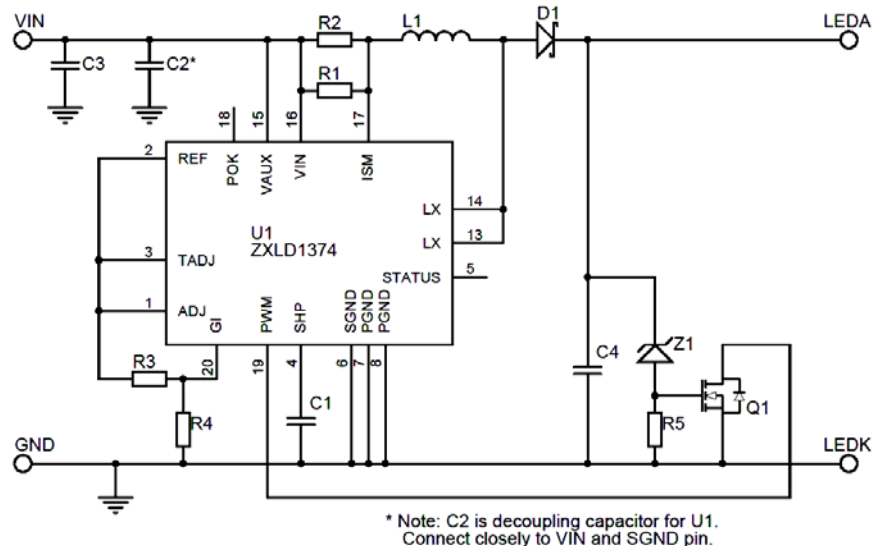 VIN
R2
L1
D1
LEDA
C3
C2*
R1
18
15
16
17
2
REF
POK
VAUX
VIN
ISM
LX
14
U1
ZXLD1374
LX
13
3
TADJ
STATUS
5
1
ADJ
GI
PWM
SHP
SGND
PGND
PGND
R3
20
19
4
6
7
8
C4
Z1
C1
R4
R5
Q1
GND
LEDK
* Note: C2 is decoupling capacitor for U1.
Connect closely to VIN and SGND pin.